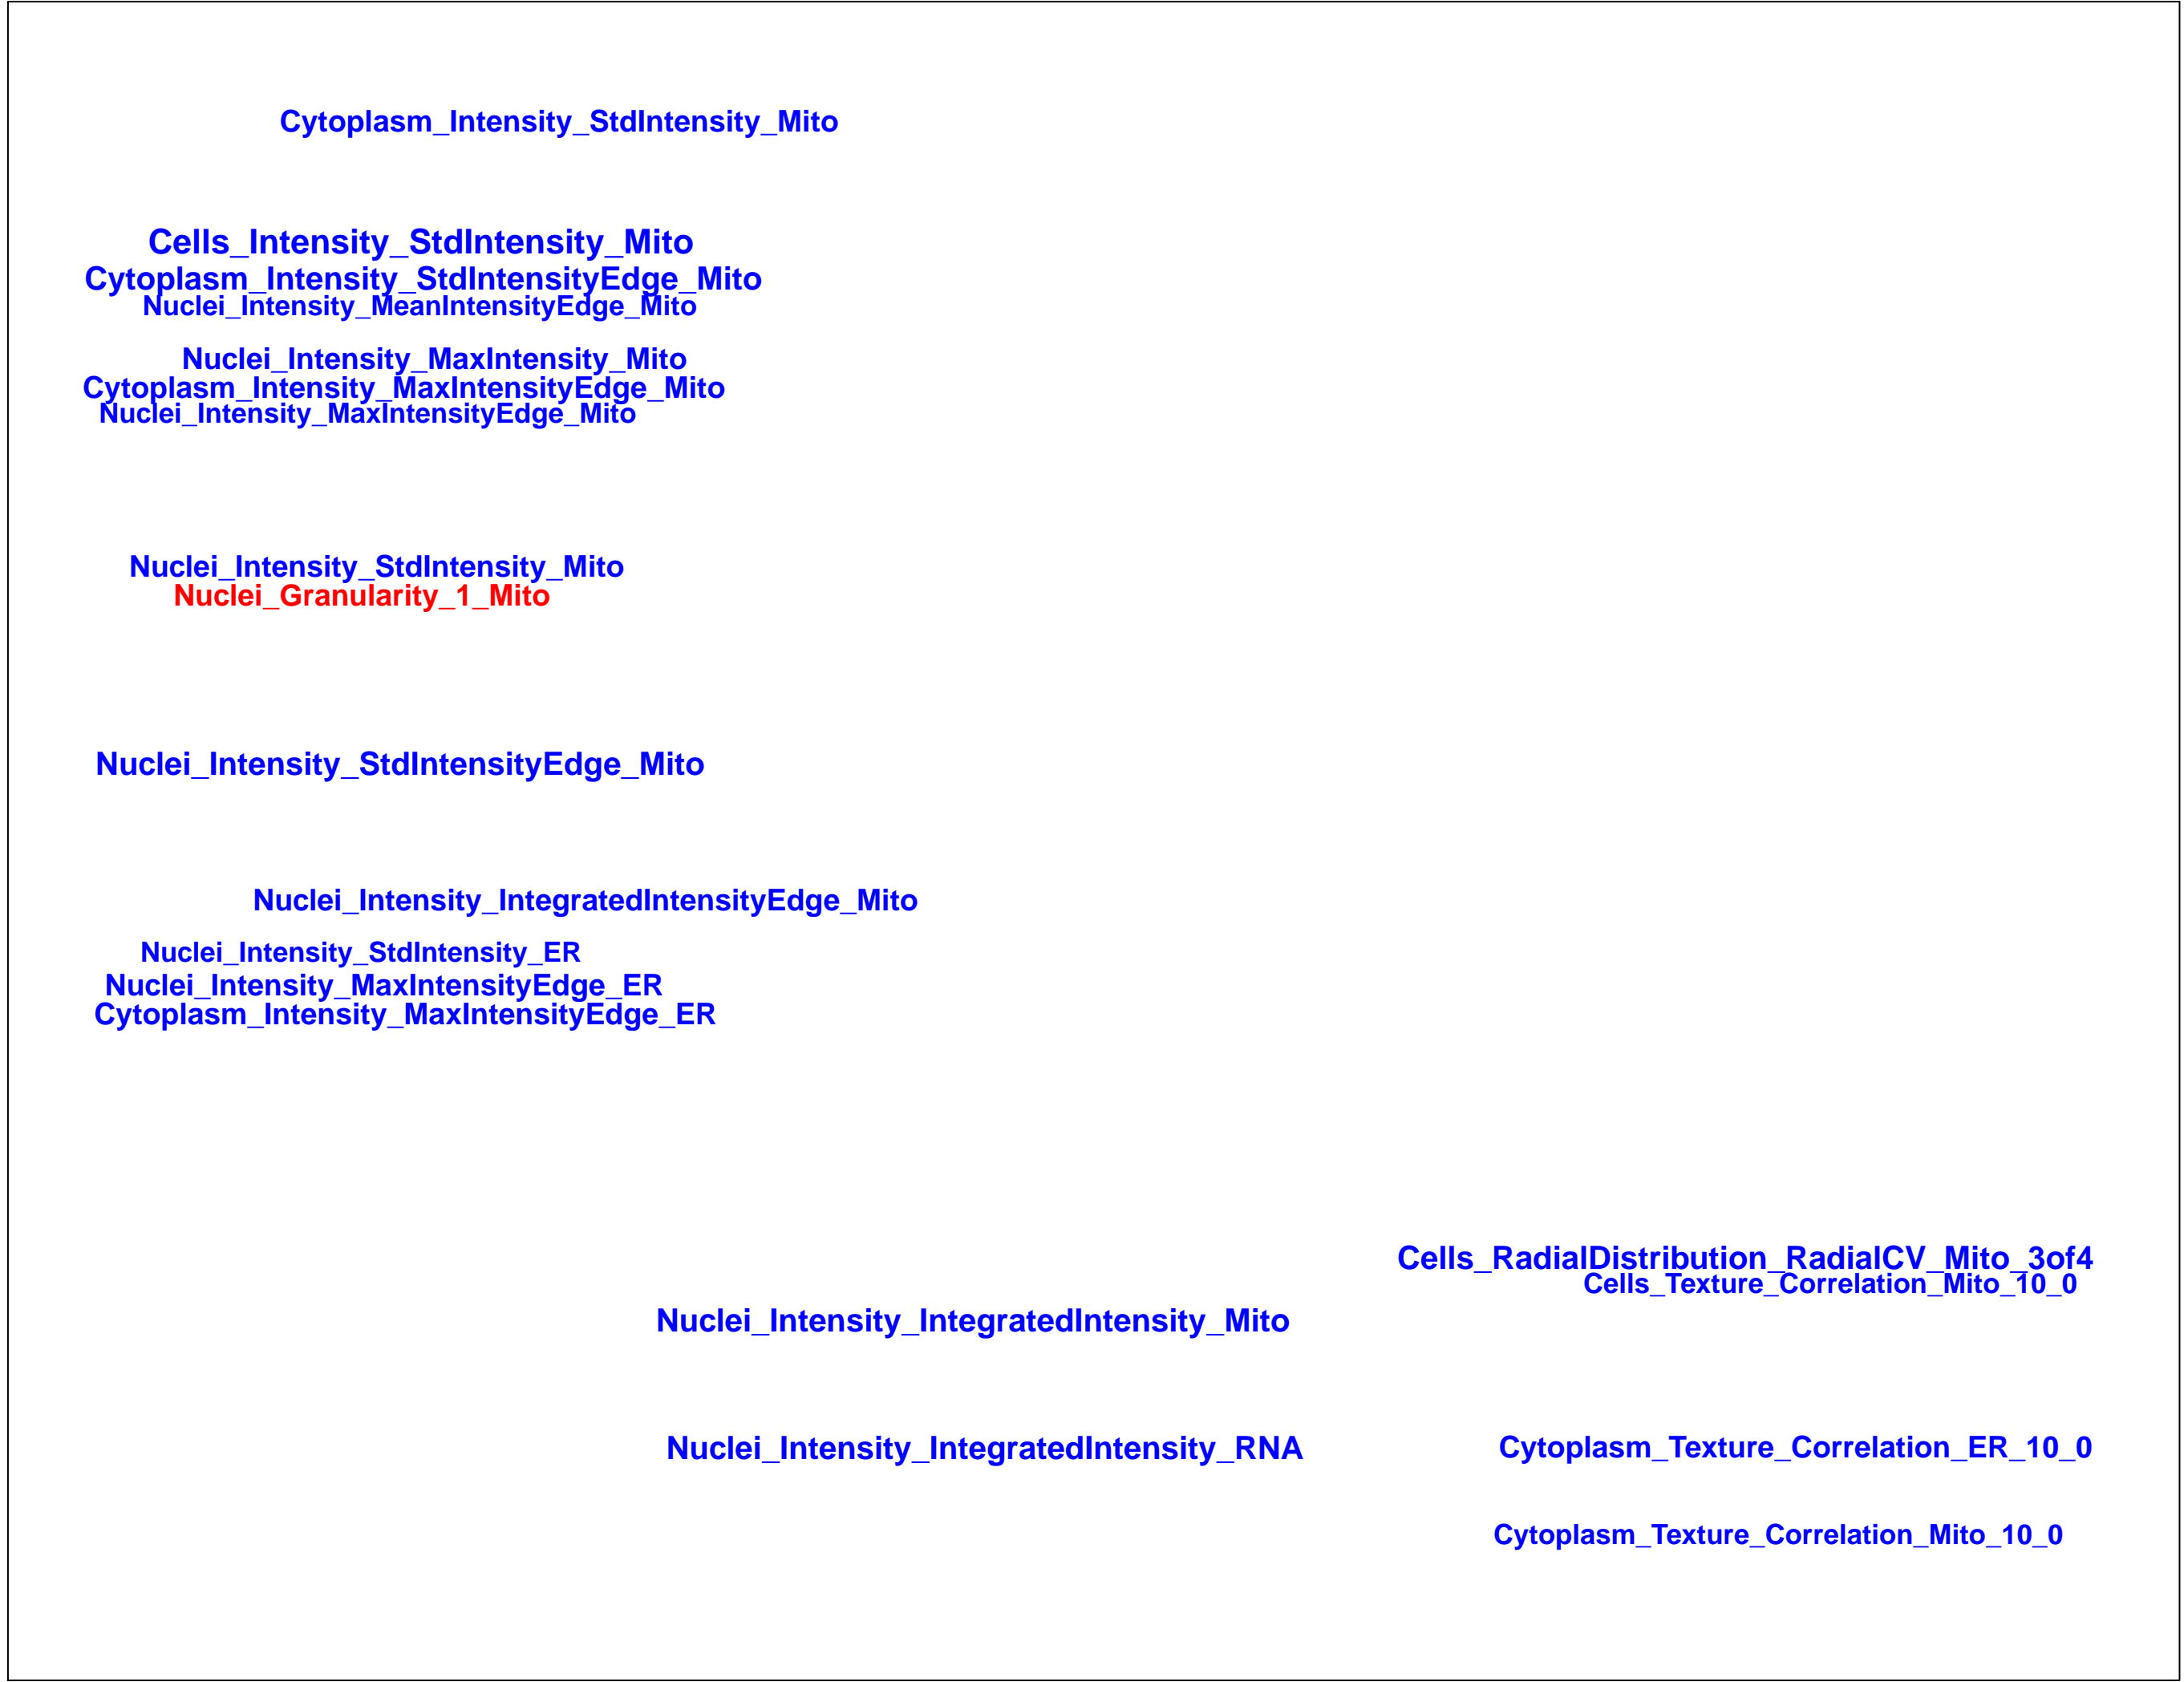 Cytoplasm_Intensity_StdIntensity_Mito
Cells_Intensity_StdIntensity_Mito
Cytoplasm_Intensity_StdIntensityEdge_Mito
Nuclei_Intensity_MeanIntensityEdge_Mito
Nuclei_Intensity_MaxIntensity_Mito
Cytoplasm_Intensity_MaxIntensityEdge_Mito
Nuclei_Intensity_MaxIntensityEdge_Mito
Nuclei_Intensity_StdIntensity_Mito
Nuclei_Granularity_1_Mito
Nuclei_Intensity_StdIntensityEdge_Mito
Nuclei_Intensity_IntegratedIntensityEdge_Mito
Nuclei_Intensity_StdIntensity_ER
Nuclei_Intensity_MaxIntensityEdge_ER
Cytoplasm_Intensity_MaxIntensityEdge_ER
Cells_RadialDistribution_RadialCV_Mito_3of4
Cells_Texture_Correlation_Mito_10_0
Nuclei_Intensity_IntegratedIntensity_Mito
Nuclei_Intensity_IntegratedIntensity_RNA
Cytoplasm_Texture_Correlation_ER_10_0
Cytoplasm_Texture_Correlation_Mito_10_0